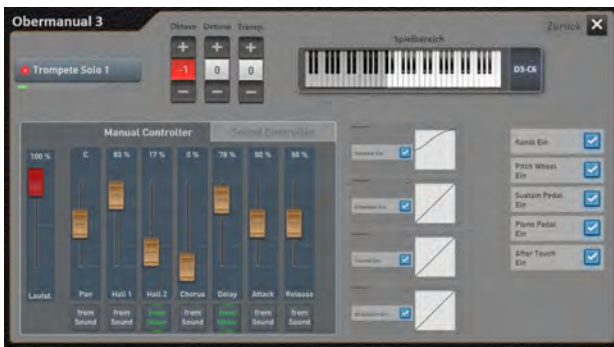 Obermanual 3
Zurück
Oktave Detune Transp.
Spielbereich
+ + +
Trompete Solo 1
-1 0 0
D3-C6
- - -
Manual Controller
Sound Controller
100 % C 83 % 17 % 0 % 78 % 50 % 60 %
Kanal Ein
Pitch Wheel
Ein
Sustain Pedal
Ein
Piano Pedal
Ein
After Touch
Ein
Lautst. Pan Hall 1 Hall 2 Chorus Delay Attack Release
from from from from from from from
Sound Sound Slider Sound Slider Sound Sound